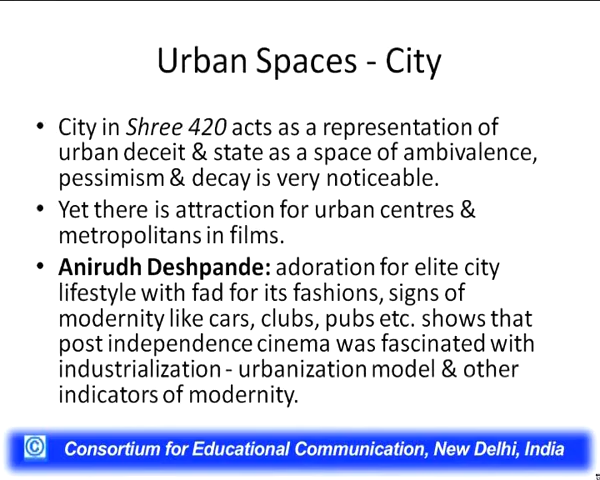 Urban Spaces - City
• City in Shree 420 acts as a representation of
urban deceit & state as a space of ambivalence,
pessimism & decay is very noticeable.
• Yet there is attraction for urban centres &
metropolitans in films.
• Anirudh Deshpande: adoration for elite city
lifestyle with fad for its fashions, signs of
modernity like cars, clubs, pubs etc. shows that
post independence cinema was fascinated with
industrialization - urbanization model & other
indicators of modernity.
© Consortium for Educational Communication, New Delhi, India